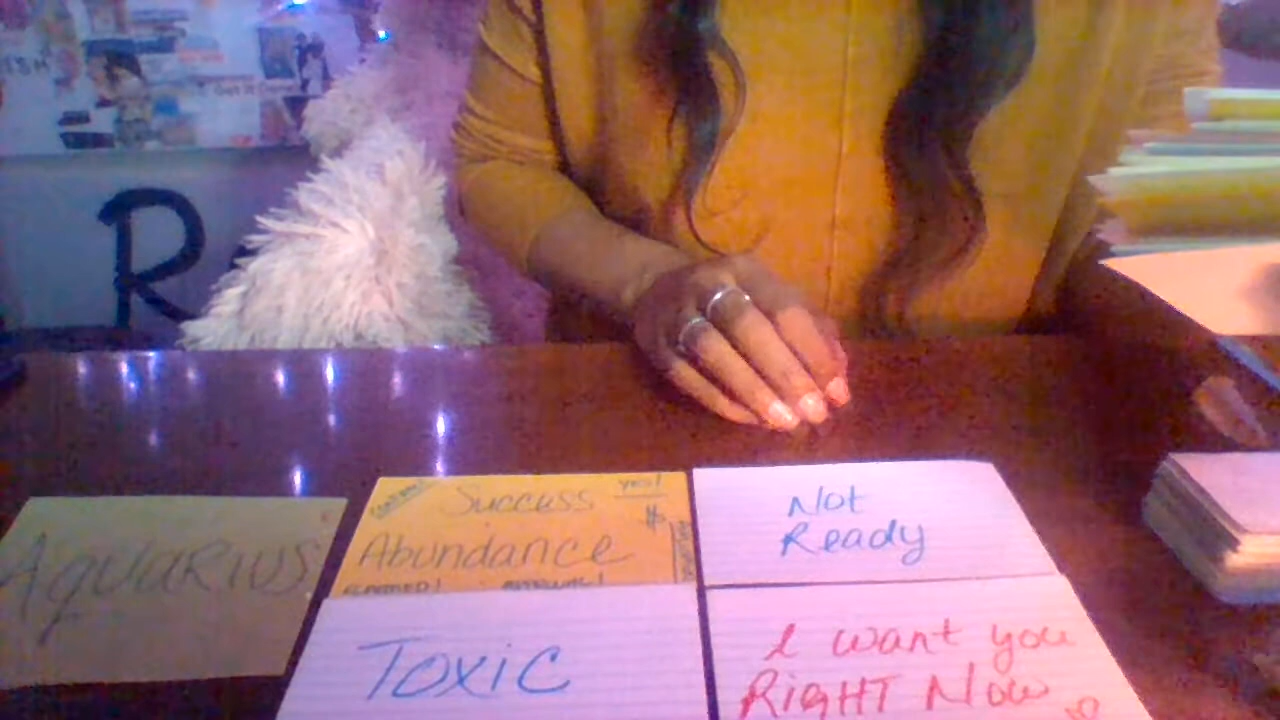 R
Aquarius
Success
YES!
$
Abundance
Not
Ready
Toxic
I want you
RIGHT Now